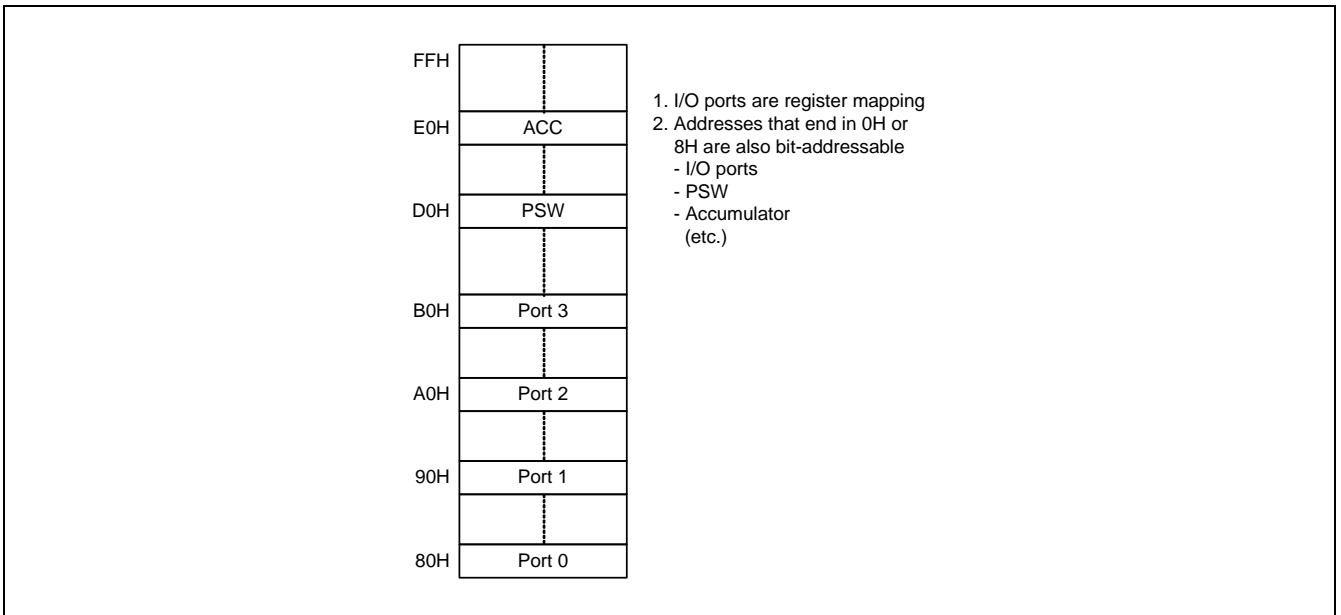 FFH
1. I/O ports are register mapping
E0H ACC
2. Addresses that end in 0H or
8H are also bit-addressable
- I/O ports
- PSW
D0H PSW
- Accumulator
(etc.)
B0H Port 3
A0H Port 2
90H Port 1
80H Port 0